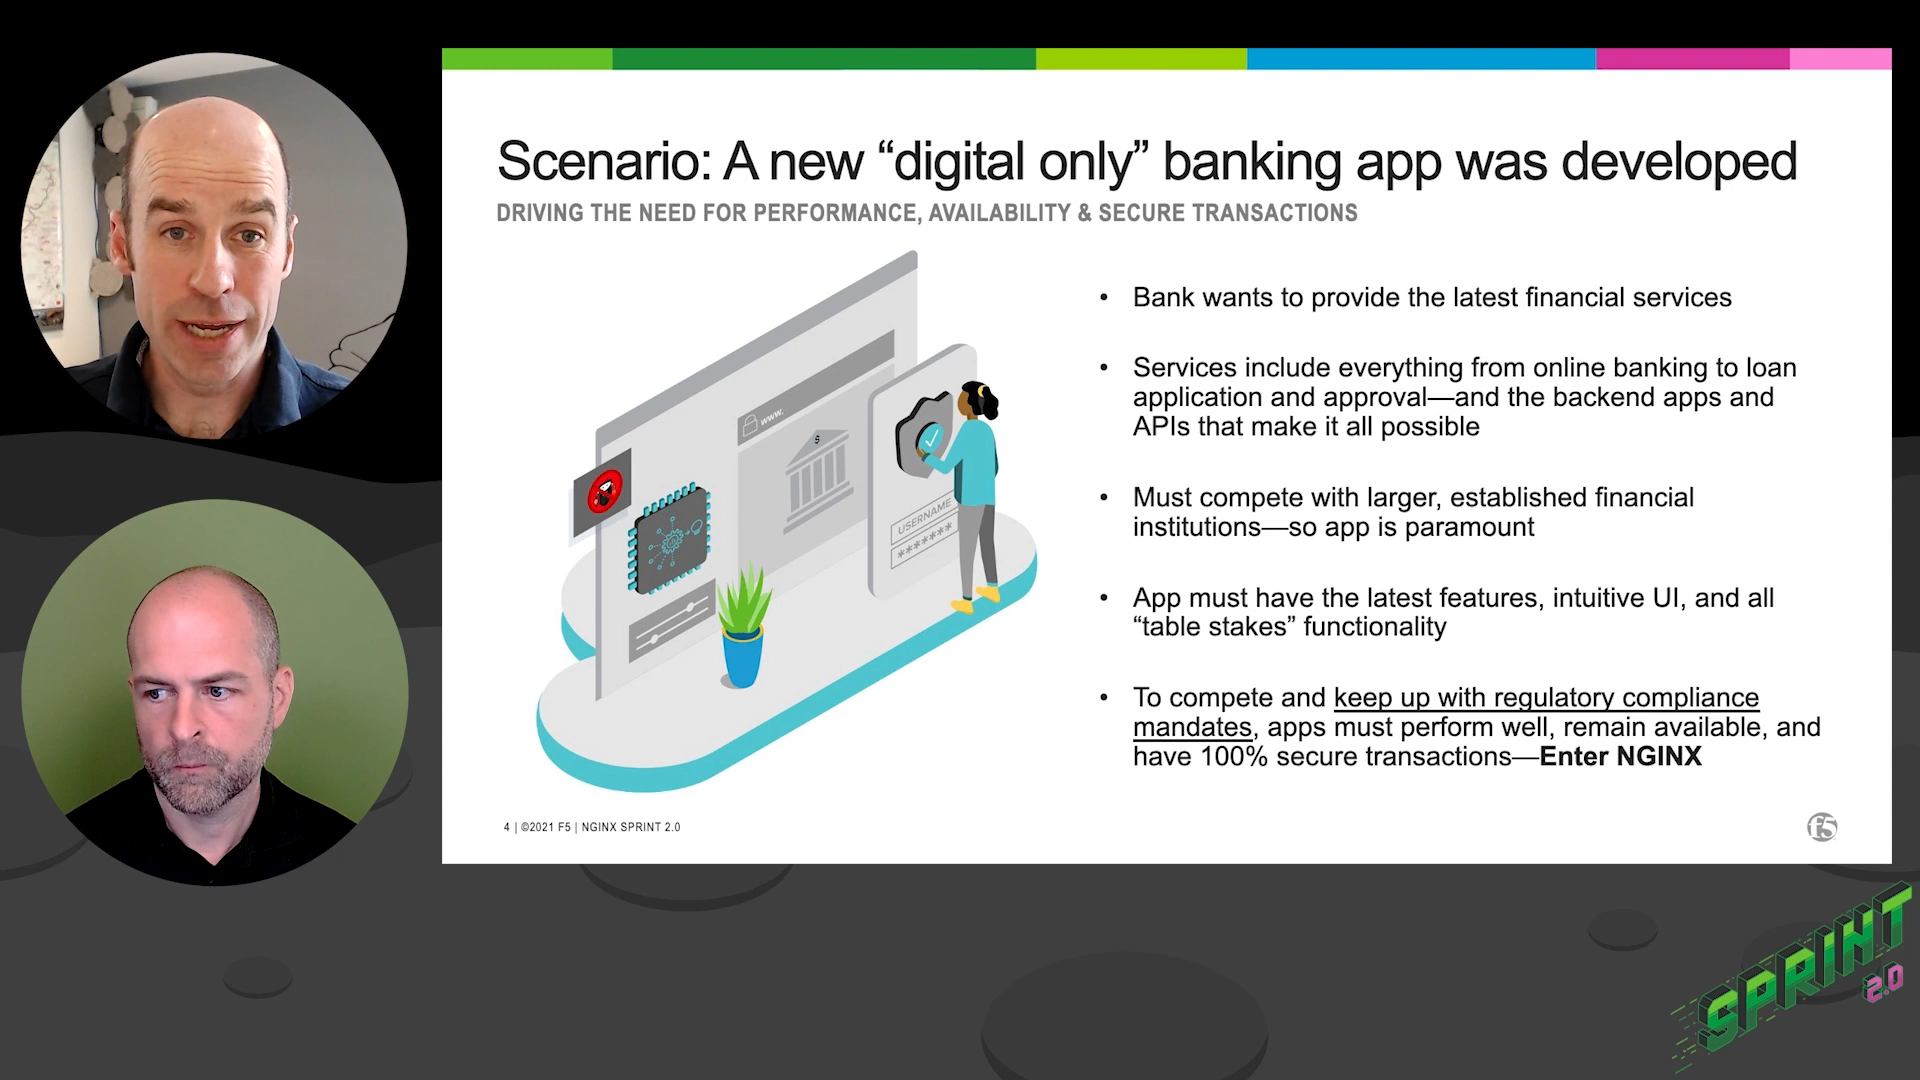 Scenario: A new “digital only” banking app was developed
DRIVING THE NEED FOR PERFORMANCE, AVAILABILITY & SECURE TRANSACTIONS
www.
$
USERNAME
*******
• Bank wants to provide the latest financial services
• Services include everything from online banking to loan
application and approval—and the backend apps and
APIs that make it all possible
• Must compete with larger, established financial
institutions—so app is paramount
• App must have the latest features, intuitive UI, and all
“table stakes” functionality
• To compete and keep up with regulatory compliance
mandates, apps must perform well, remain available, and
have 100% secure transactions—Enter NGINX
4 | ©2021 F5 | NGINX SPRINT 2.0
f5
SPRINT
2.0